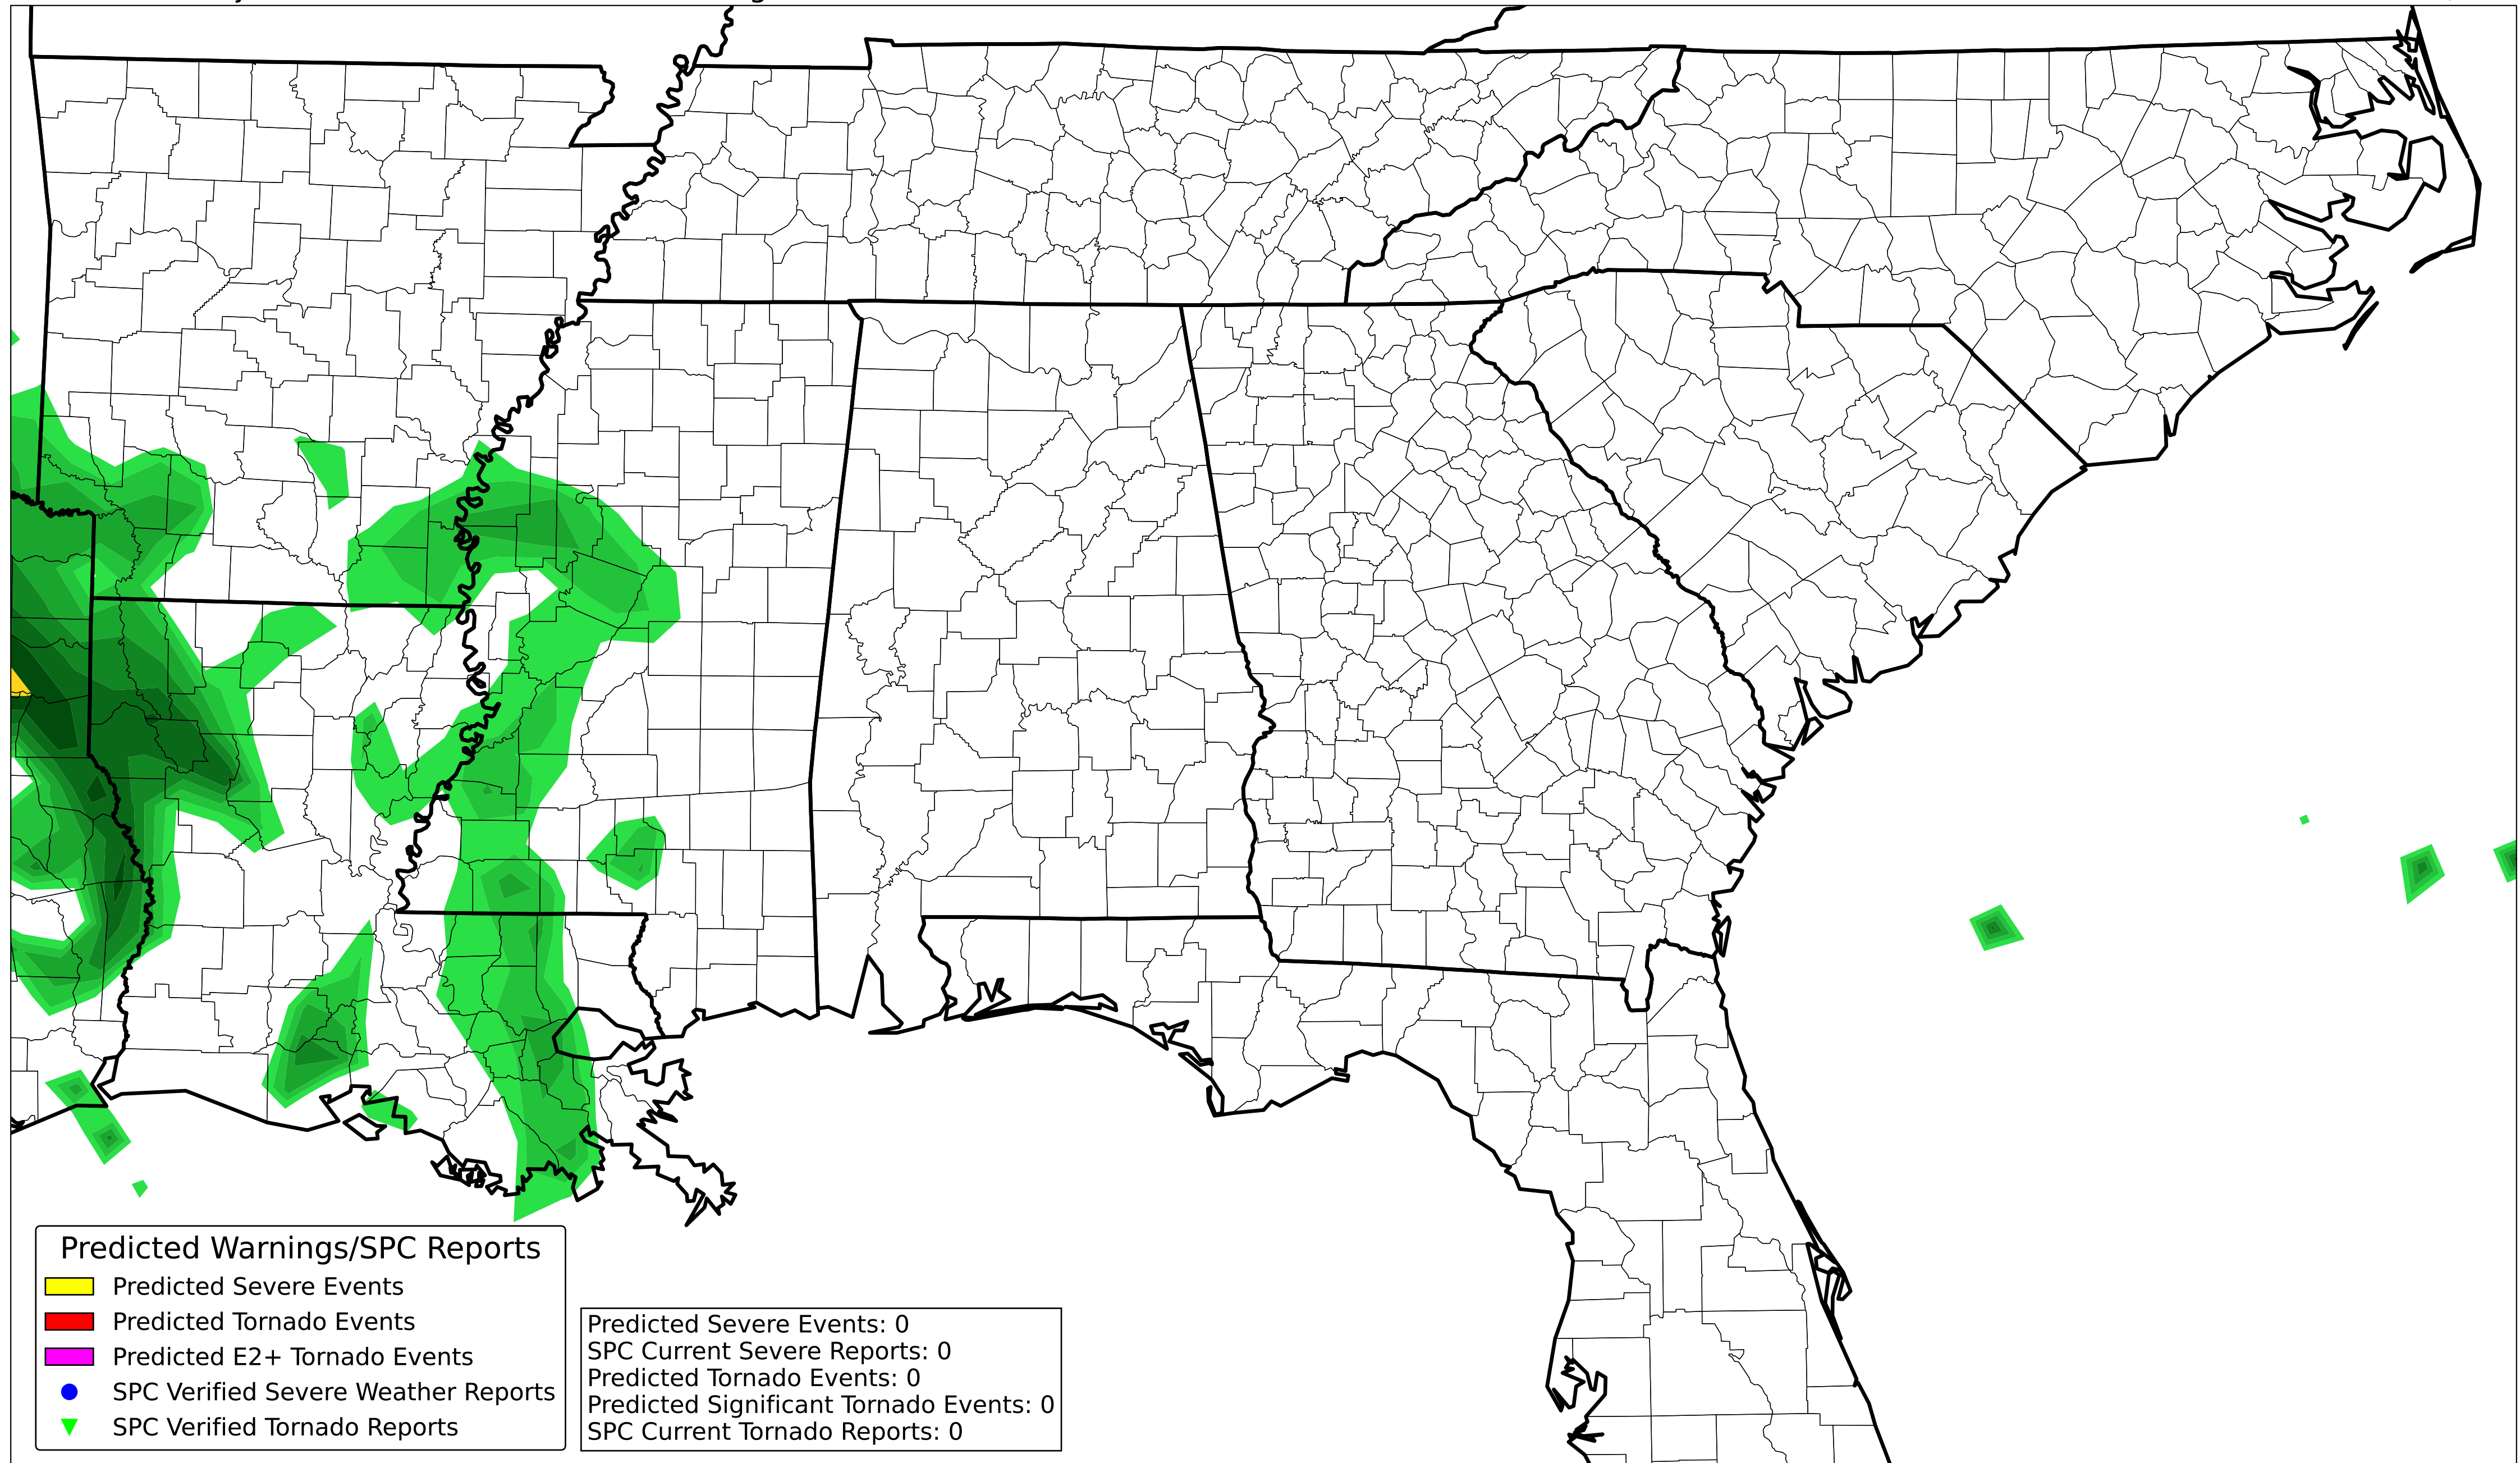 Predicted Warnings/SPC Reports
Predicted Severe Events
Predicted Tornado Events
Predicted E2+ Tornado Events
SPC Verified Severe Weather Reports
SPC Verified Tornado Reports
Predicted Severe Events: 0
SPC Current Severe Reports: 0
Predicted Tornado Events: 0
Predicted Significant Tornado Events: 0
SPC Current Tornado Reports: 0